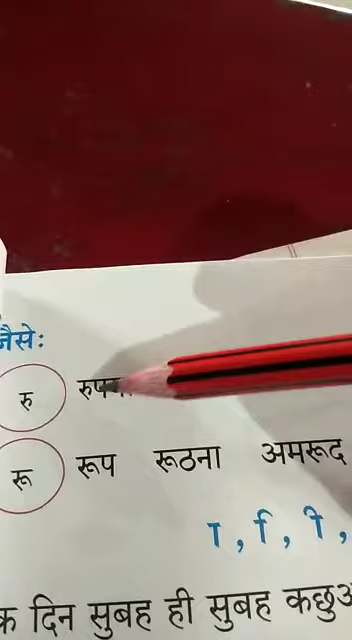 जैसे:
रु
रू रूप रूठना अमरूद
ा , ि , ी ,
दिन सुबह ही सुबह